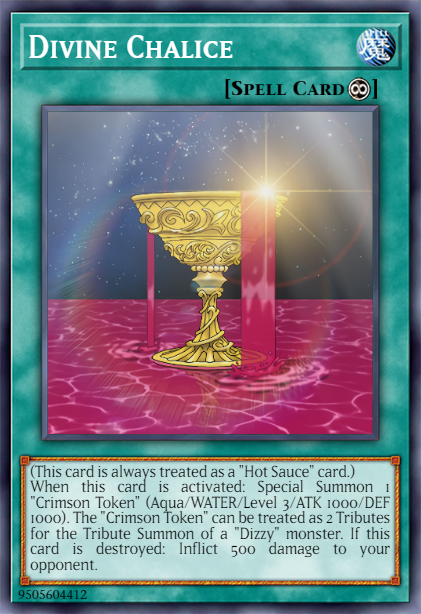 DIVINE CHALICE
魔
[SPELL CARD]
(This card is always treated as a "Hot Sauce" card.)
When this card is activated: Special Summon 1
"Crimson Token" (Aqua/WATER/Level 3/ATK 1000/DEF
1000). The "Crimson Token" can be treated as 2 Tributes
for the Tribute Summon of a "Dizzy" monster. If this
card is destroyed: Inflict 500 damage to your
opponent.
9505604412